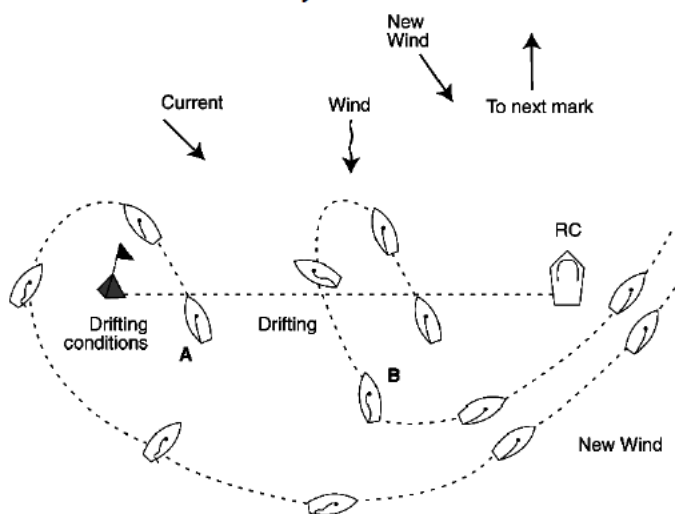 New
Wind
Current
Wind
To next mark
RC
Drifting
conditions
Drifting
A
B
New Wind